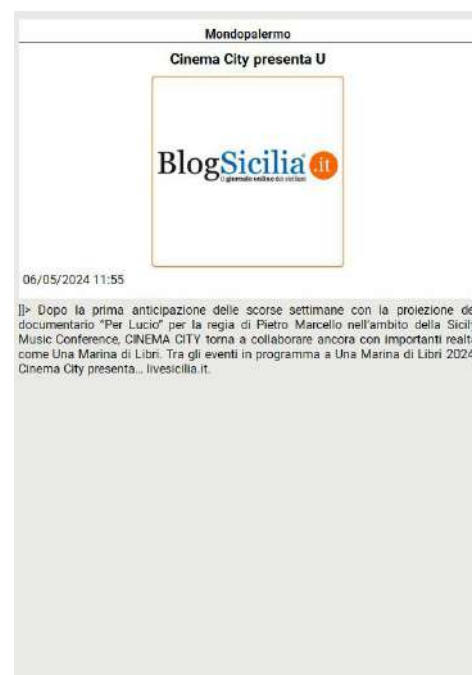 Mondopalermo
Cinema City presenta U
BlogSicilia.it
Il giornale online dei siciliani
06/05/2024 11:55
]]> Dopo la prima anticipazione delle scorse settimane con la proiezione de
documentario "Per Lucio" per la regia di Pietro Marcello nell'ambito della Sicil
Music Conference, CINEMA CITY torna a collaborare ancora con importanti realt
come Una Marina di Libri. Tra gli eventi in programma a Una Marina di Libri 2024
Cinema City presenta... livesicilia.it.